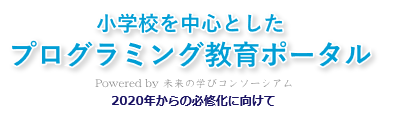 小学校を中心とした
プログラミング教育ポータル
Powered by 未来の学びコンソーシアム
2020年からの必修化に向けて